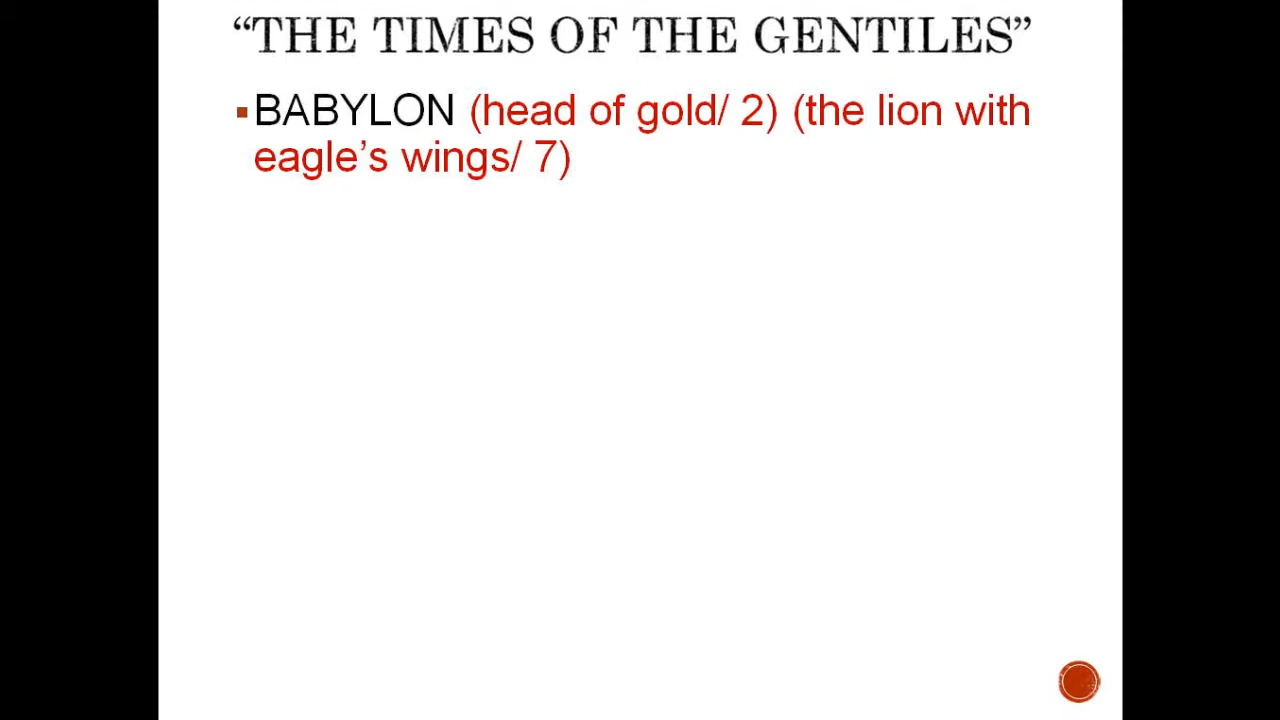 “THE TIMES OF THE GENTILES”
▪BABYLON (head of gold/ 2) (the lion with
eagle’s wings/ 7)